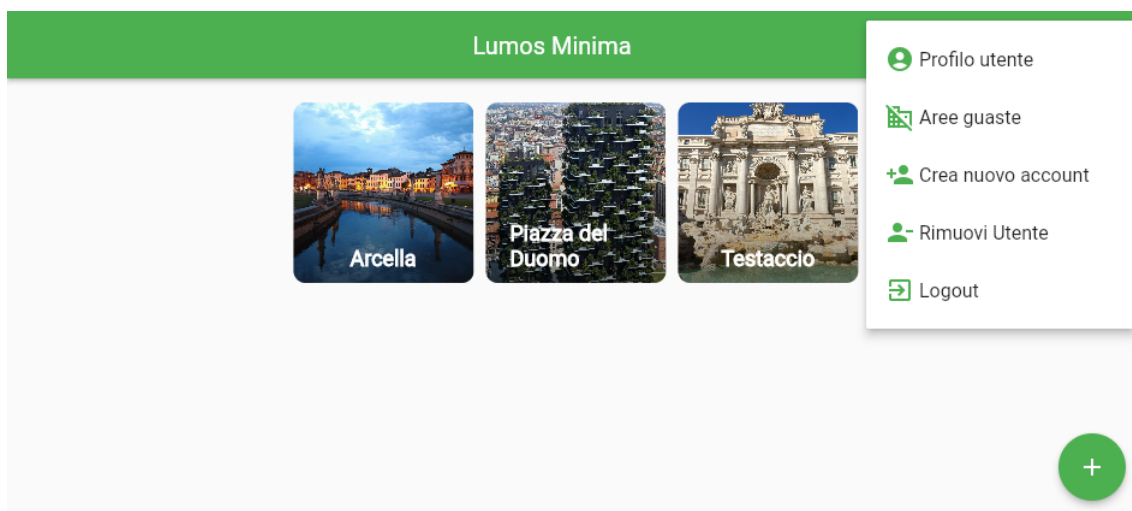 Lumos Minima
Profilo utente
Aree guaste
Crea nuovo account
Rimuovi Utente
Logout
Arcella
Piazza del
Duomo
Testaccio